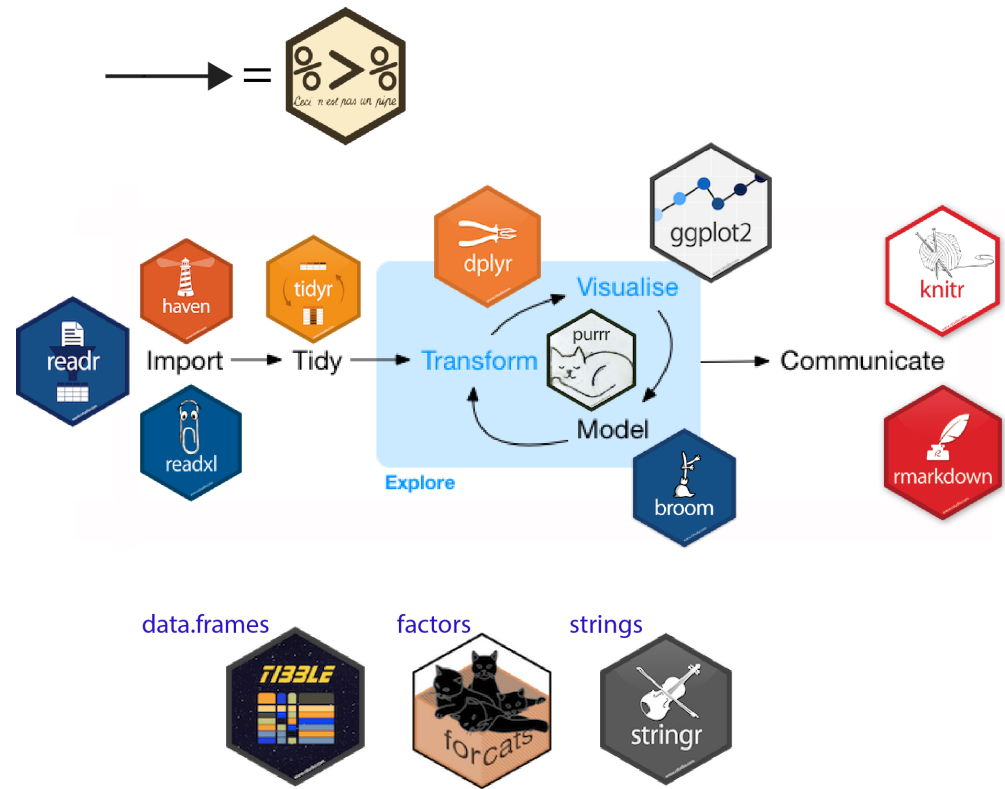 =
% > %
Ceci n est pas un pipe
ggplot2
dplyr
knitr
haven
tidyr
Visualise
readr
Import
Tidy
Transform
purrr
Communicate
Model
readxl
Explore
broom
rmarkdown
data.frames
factors
strings
TIBBLE
forcats
stringr